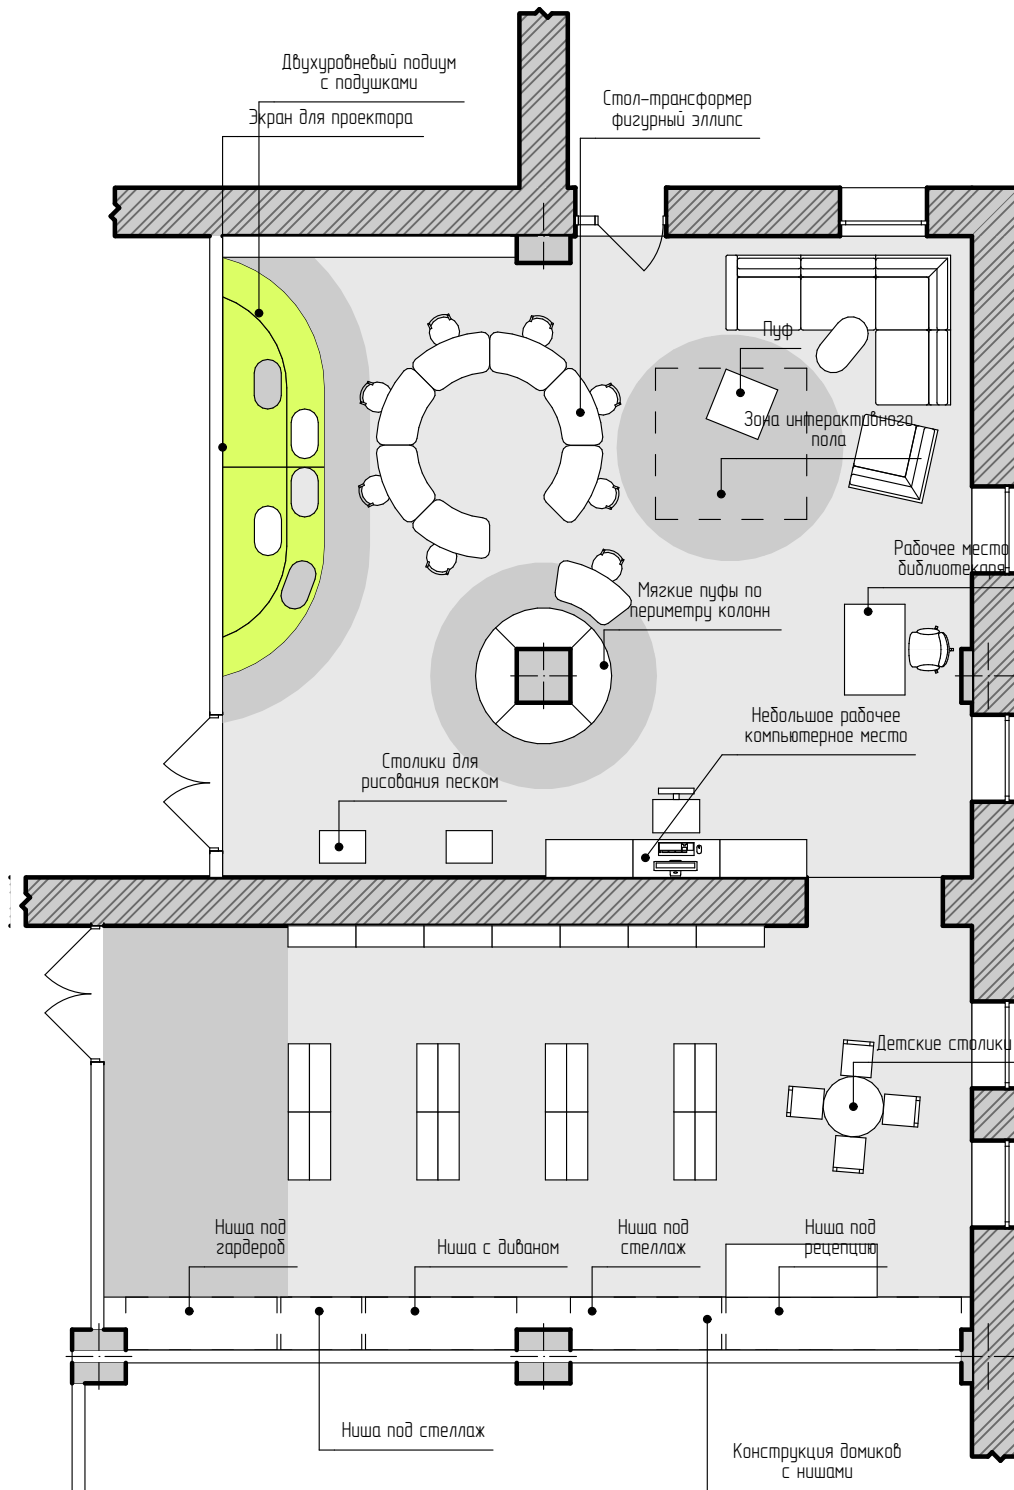 Двухуровневый подиум
с подушками
Экран для проектора
Стол-трансформер
фигурный эллипс
Пуф
Зона интерактивного
пола
Рабочее место
библиотекаря
Мягкие пуфы по
периметру колонн
Небольшое рабочее
компьютерное место
Столики для
рисования песком
Детские столики
Ниша под
гардероб
Ниша с диваном
Ниша под
стеллаж
Ниша под
рецепцию
Ниша под стеллаж
Конструкция домиков
с нишами